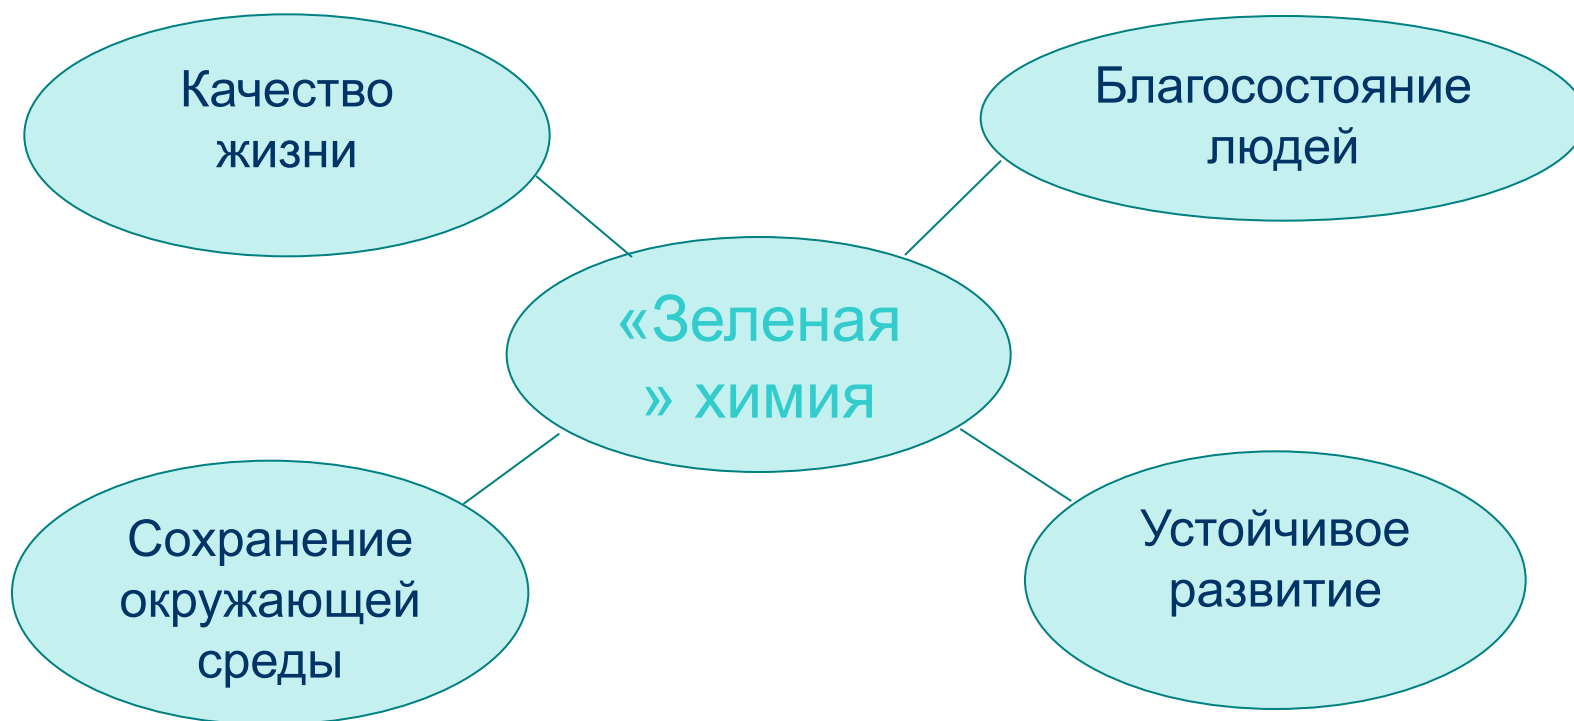 Качество
жизни
Благосостояние
людей
«Зеленая
» химия
Сохранение
окружающей
среды
Устойчивое
развитие